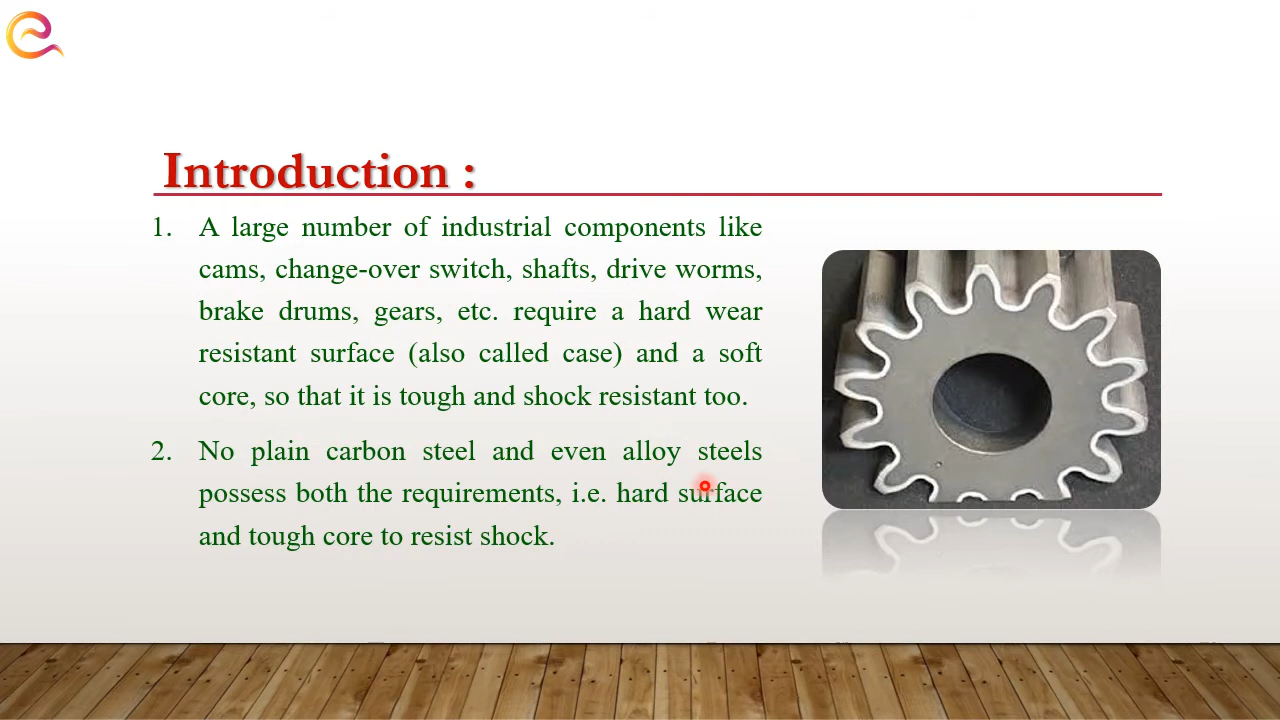 Introduction :
1. A large number of industrial components like
cams, change-over switch, shafts, drive worms,
brake drums, gears, etc. require a hard wear
resistant surface (also called case) and a soft
core, so that it is tough and shock resistant too.
2. No plain carbon steel and even alloy steels
possess both the requirements, i.e. hard surface
and tough core to resist shock.